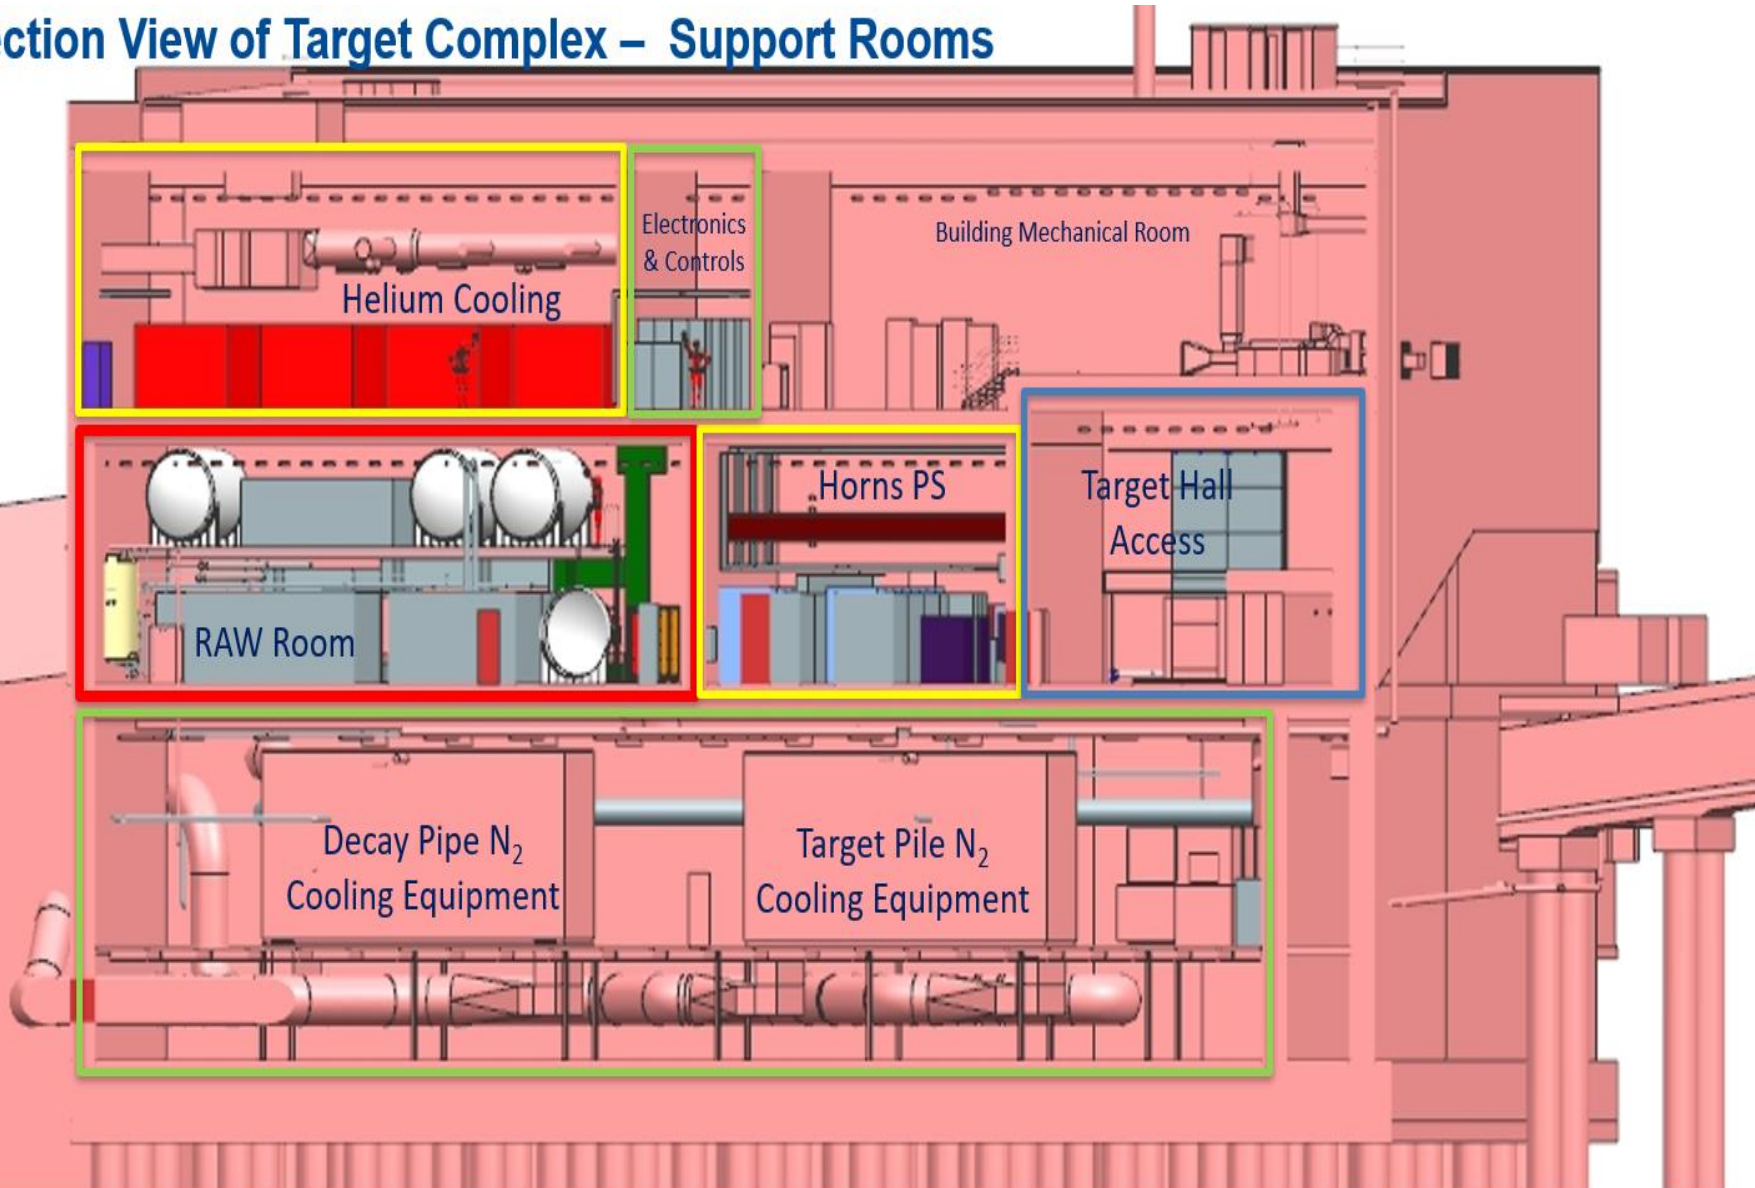 ction View of Target Complex – Support Rooms
Electronics
& Controls
Building Mechanical Room
Helium Cooling
Horns PS
Target Hall
Access
RAW Room
Decay Pipe N₂
Cooling Equipment
Target Pile N₂
Cooling Equipment